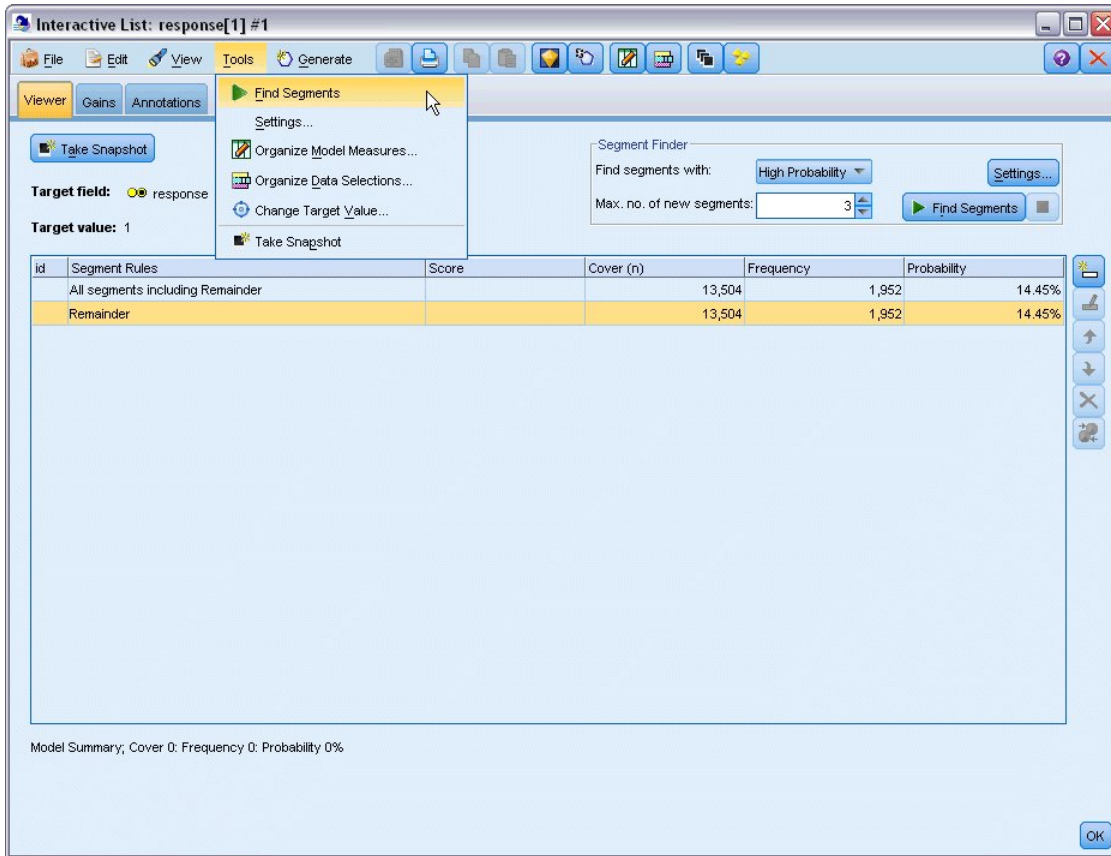 Interactive List: response[1] #1
File Edit View Tools Generate
Viewer Gains Annotations
Find Segments
Settings...
Organize Model Measures...
Organize Data Selections...
Change Target Value...
Take Snapshot
Take Snapshot
Target field: response
Target value: 1
Segment Finder
Find segments with: High Probability Settings...
Max. no. of new segments: 3 Find Segments
id Segment Rules Score Cover (n) Frequency Probability
All segments including Remainder 13,504 1,952 14.45%
Remainder 13,504 1,952 14.45%
Model Summary; Cover 0: Frequency 0: Probability 0%
OK